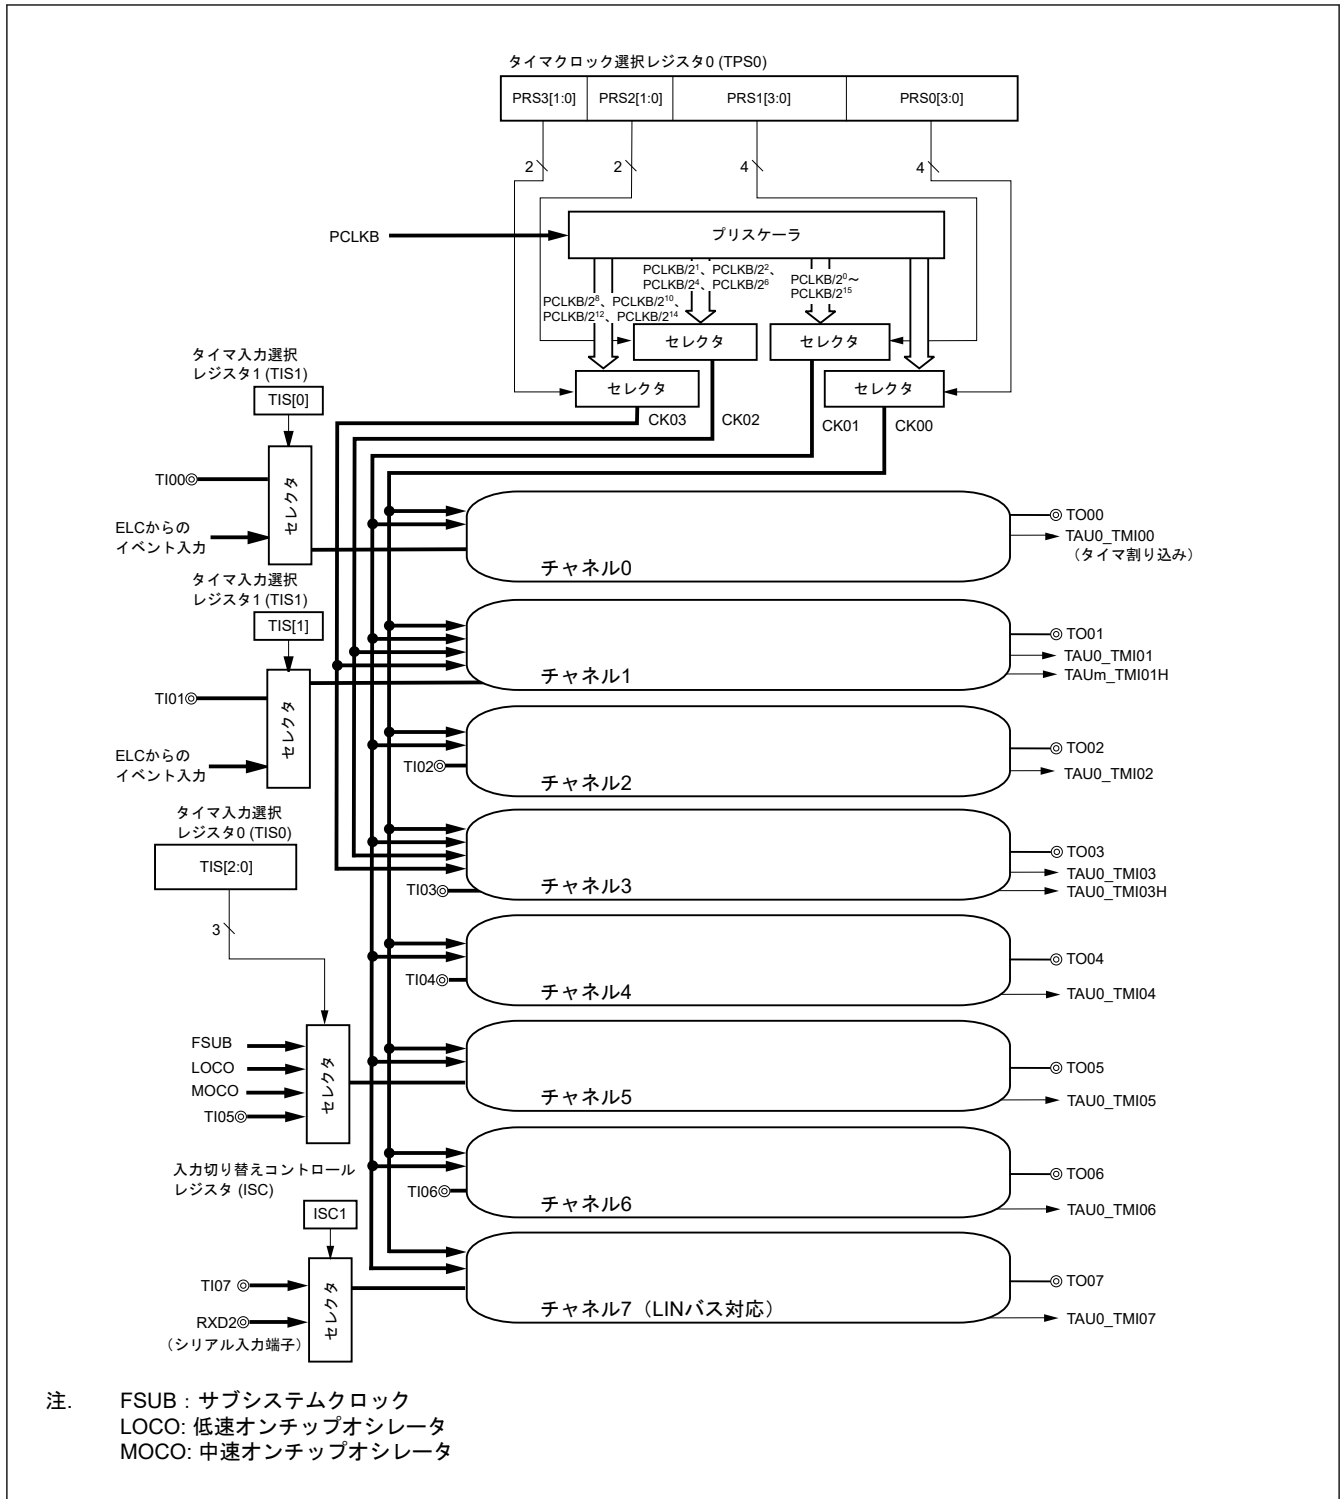 タイマクロック選択レジスタ0 (TPS0)
PRS3[1:0]
PRS2[1:0]
PRS1[3:0]
PRS0[3:0]
2
2
4
4
PCLKB
プリスケーラ
PCLKB/2¹、PCLKB/2²、
PCLKB/2⁴、PCLKB/2⁶
PCLKB/2⁰～
PCLKB/2¹⁵
PCLKB/2⁸、PCLKB/2¹⁰、
PCLKB/2¹²、PCLKB/2¹⁴
セレクタ
セレクタ
セレクタ
セレクタ
CK03
CK02
CK01
CK00
タイマ入力選択
レジスタ1 (TIS1)
TIS[0]
セレクタ
TI00
ELCからの
イベント入力
チャネル0
TO00
TAU0_TMI00
（タイマ割り込み）
タイマ入力選択
レジスタ1 (TIS1)
TIS[1]
セレクタ
TI01
ELCからの
イベント入力
チャネル1
TO01
TAU0_TMI01
TAUm_TMI01H
TI02
チャネル2
TO02
TAU0_TMI02
タイマ入力選択
レジスタ0 (TIS0)
TIS[2:0]
3
TI03
チャネル3
TO03
TAU0_TMI03
TAU0_TMI03H
TI04
チャネル4
TO04
TAU0_TMI04
FSUB
LOCO
MOCO
TI05
セレクタ
チャネル5
TO05
TAU0_TMI05
TI06
チャネル6
TO06
TAU0_TMI06
入力切り替えコントロール
レジスタ (ISC)
ISC1
TI07
RXD2
（シリアル入力端子）
セレクタ
チャネル7（LINバス対応）
TO07
TAU0_TMI07
注. FSUB：サブシステムクロック
LOCO: 低速オンチップオシレータ
MOCO: 中速オンチップオシレータ